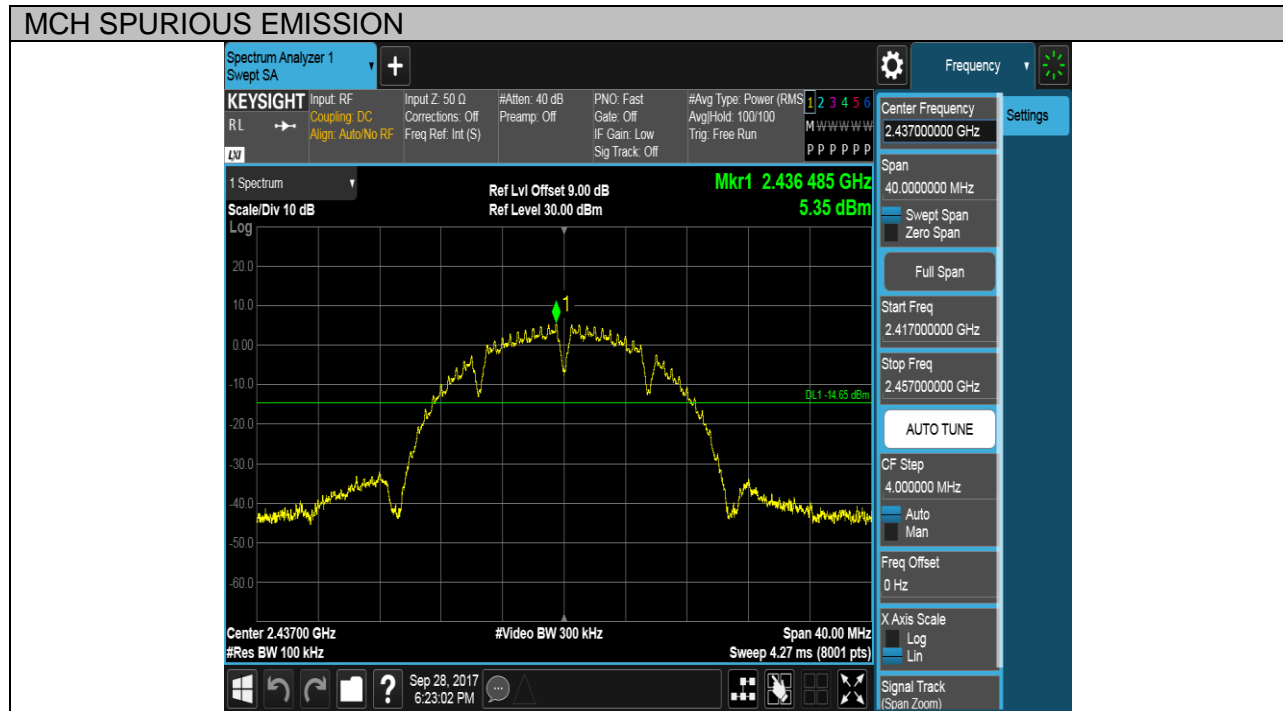 MCH SPURIOUS EMISSION
Spectrum Analyzer 1
Swept SA
+
Frequency
KEYSIGHT
RL
LXI
Input: RF
Coupling: DC
Align: Auto/No RF
Input Z: 50 Ω
Corrections: Off
Freq Ref: Int (S)
#Atten: 40 dB
Preamp: Off
PNO: Fast
Gate: Off
IF Gain: Low
Sig Track: Off
#Avg Type: Power (RMS
Avg|Hold: 100/100
Trig: Free Run
1 2 3 4 5 6
M W W W W W
P P P P P P
1 Spectrum
Scale/Div 10 dB
Ref Lvl Offset 9.00 dB
Ref Level 30.00 dBm
Mkr1 2.436 485 GHz
5.35 dBm
Log
20.0
10.0
0.00
-10.0
-20.0
-30.0
-40.0
-50.0
-60.0
1
DL1 -14.65 dBm
Center 2.43700 GHz
#Res BW 100 kHz
#Video BW 300 kHz
Span 40.00 MHz
Sweep 4.27 ms (8001 pts)
?
Sep 28, 2017
6:23:02 PM
Center Frequency
2.437000000 GHz
Settings
Span
40.0000000 MHz
Swept Span
Zero Span
Full Span
Start Freq
2.417000000 GHz
Stop Freq
2.457000000 GHz
AUTO TUNE
CF Step
4.000000 MHz
Auto
Man
Freq Offset
0 Hz
X Axis Scale
Log
Lin
Signal Track
(Span Zoom)